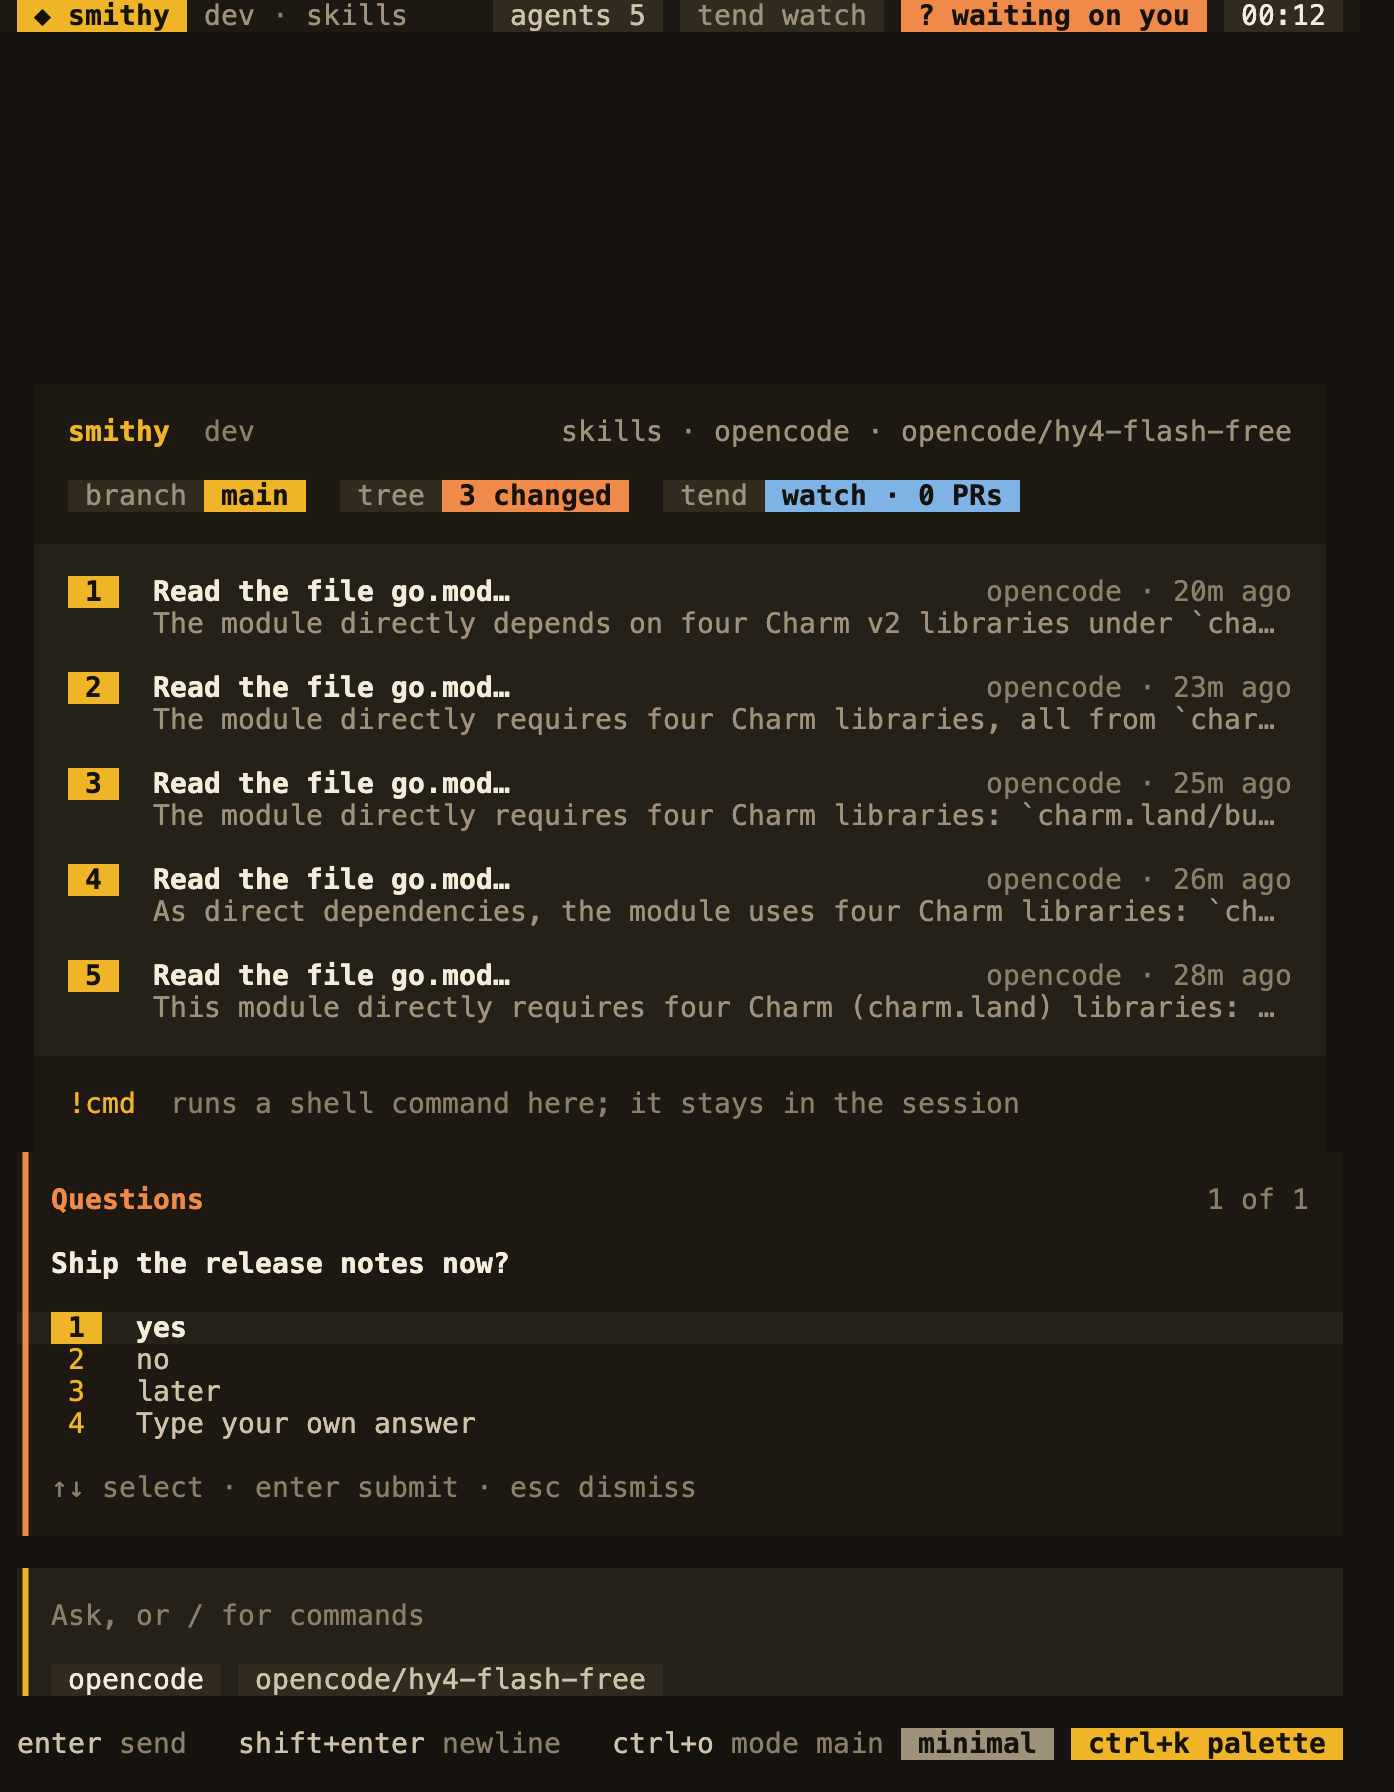 ◆ smithy dev · skills agents 5 tend watch ? waiting on you 00:12
smithy dev skills · opencode · opencode/hy4-flash-free
branch main tree 3 changed tend watch · 0 PRs
1 Read the file go.mod… opencode · 20m ago
The module directly depends on four Charm v2 libraries under `cha…
2 Read the file go.mod… opencode · 23m ago
The module directly requires four Charm libraries, all from `char…
3 Read the file go.mod… opencode · 25m ago
The module directly requires four Charm libraries: `charm.land/bu…
4 Read the file go.mod… opencode · 26m ago
As direct dependencies, the module uses four Charm libraries: `ch…
5 Read the file go.mod… opencode · 28m ago
This module directly requires four Charm (charm.land) libraries: …
!cmd runs a shell command here; it stays in the session
Questions 1 of 1
Ship the release notes now?
1 yes
2 no
3 later
4 Type your own answer
↑↓ select · enter submit · esc dismiss
Ask, or / for commands
opencode opencode/hy4-flash-free
enter send shift+enter newline ctrl+o mode main minimal ctrl+k palette